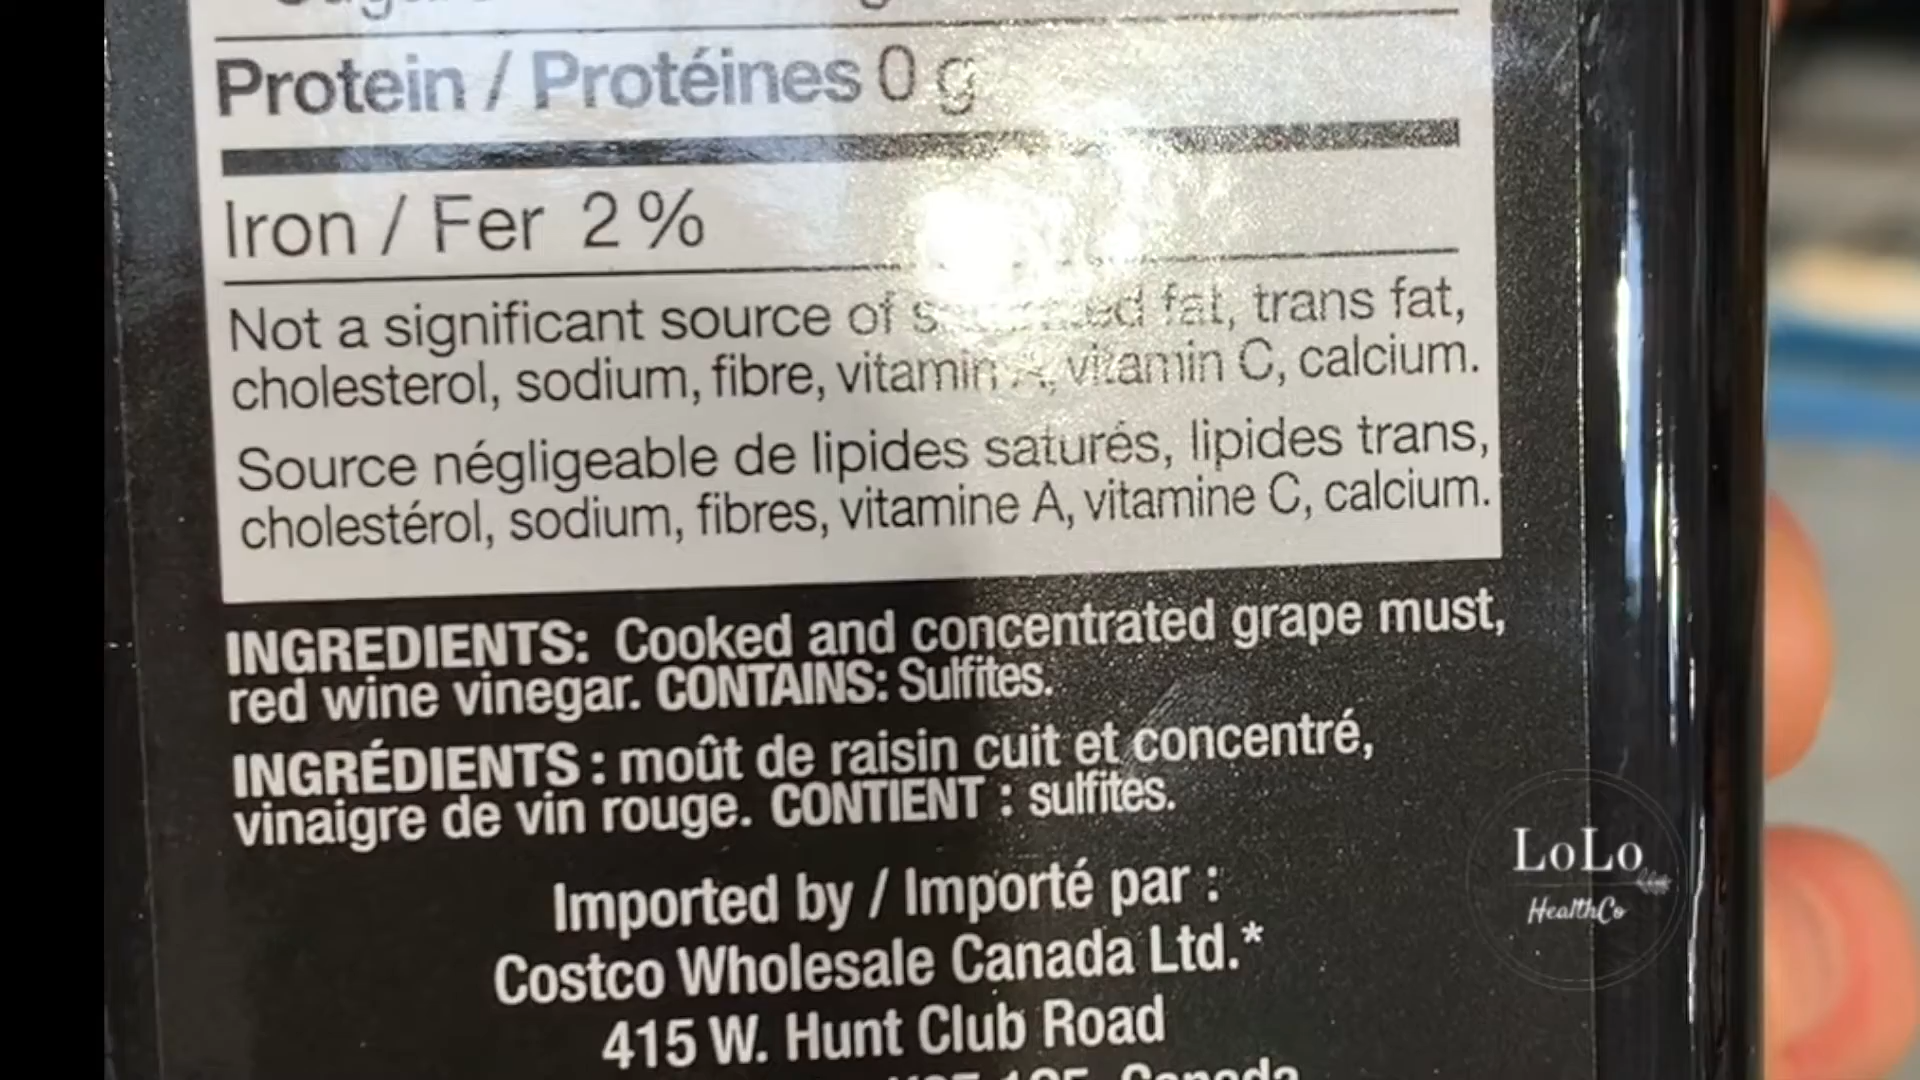 Protein / Protéines 0 g
Iron / Fer 2 %
Not a significant source of fat, trans fat,
cholesterol, sodium, fibre, vitamin A, vitamin C, calcium.
Source négligeable de lipides saturés, lipides trans,
cholestérol, sodium, fibres, vitamine A, vitamine C, calcium.
INGREDIENTS: Cooked and concentrated grape must,
red wine vinegar. CONTAINS: Sulfites.
INGRÉDIENTS : moût de raisin cuit et concentré,
vinaigre de vin rouge. CONTIENT : sulfites.
Imported by / Importé par :
Costco Wholesale Canada Ltd.*
415 W. Hunt Club Road
Canada
LoLo
HealthCo